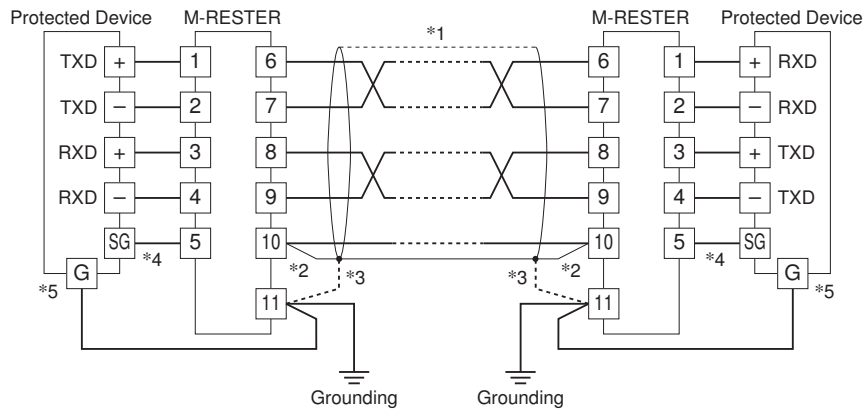 Protected Device M-RESTER *1 M-RESTER Protected Device
TXD + 1 6 6 1 + RXD
TXD – 2 7 7 2 – RXD
RXD + 3 8 8 3 + TXD
RXD – 4 9 9 4 – TXD
SG *4 5 10 10 5 *4 SG
*5 G *2 *3 *3 *2 G *5
11 11
Grounding Grounding